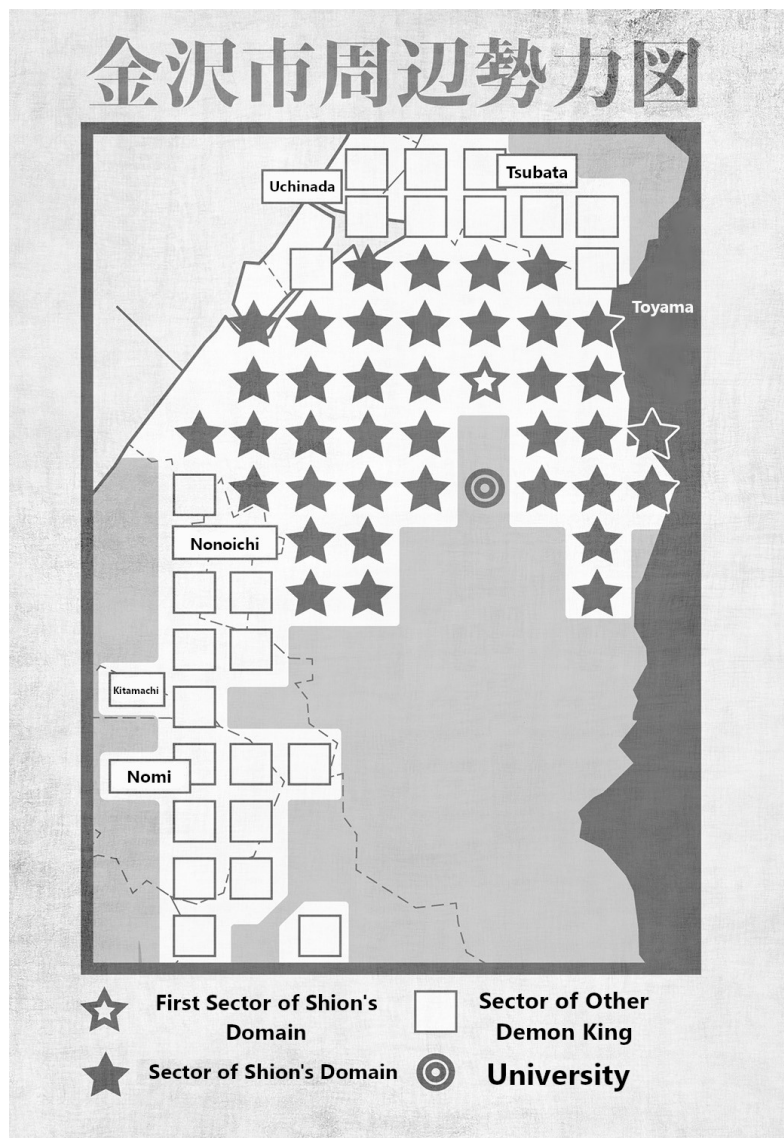 金沢市周辺勢力図
Uchinada
Tsubata
Toyama
Nonoichi
Kitamachi
Nomi
First Sector of Shion's
Domain
Sector of Other
Demon King
Sector of Shion's Domain
University